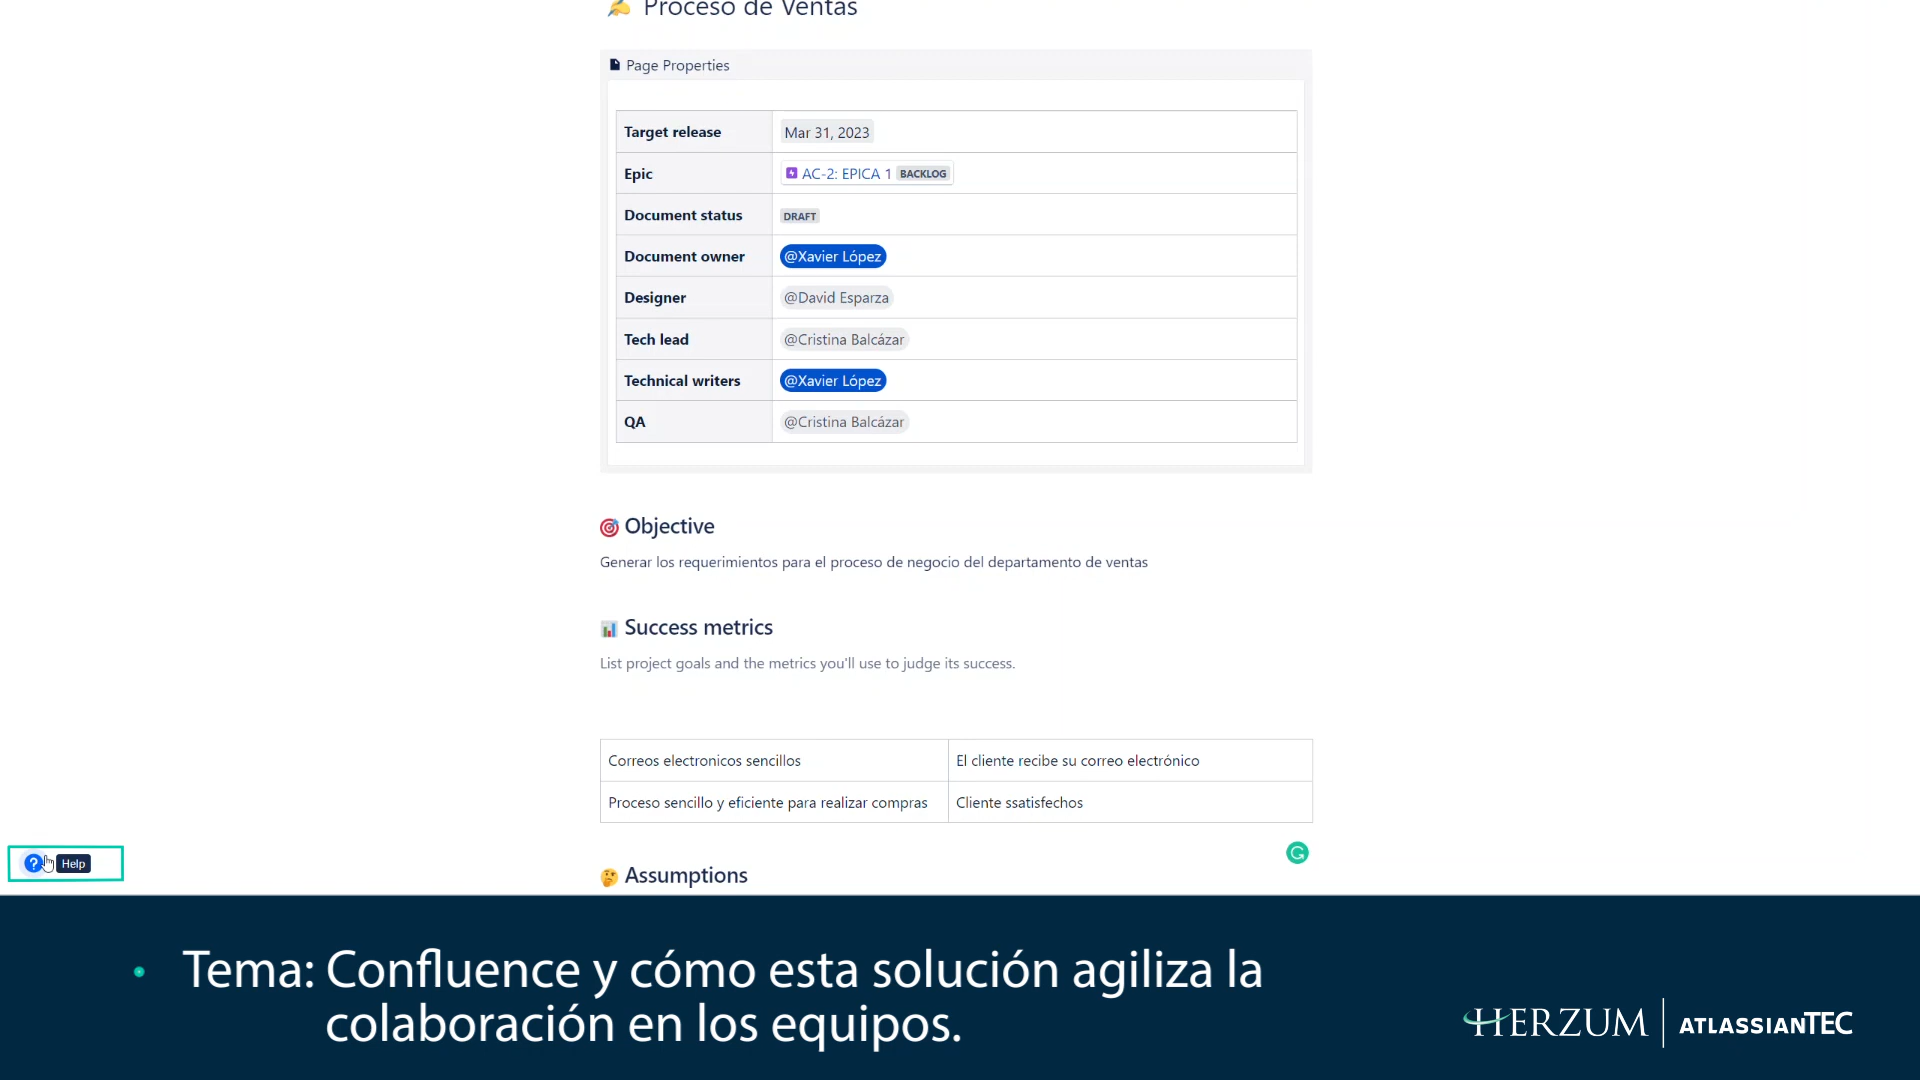 Proceso de Ventas
Page Properties
Target release Mar 31, 2023
Epic AC-2: EPICA 1 BACKLOG
Document status DRAFT
Document owner @Xavier López
Designer @David Esparza
Tech lead @Cristina Balcázar
Technical writers @Xavier López
QA @Cristina Balcázar
Objective
Generar los requerimientos para el proceso de negocio del departamento de ventas
Success metrics
List project goals and the metrics you'll use to judge its success.
Correos electronicos sencillos El cliente recibe su correo electrónico
Proceso sencillo y eficiente para realizar compras Cliente ssatisfechos
? Help
Assumptions
• Tema: Confluence y cómo esta solución agiliza la
colaboración en los equipos.
HERZUM | ATLASSIANTEC